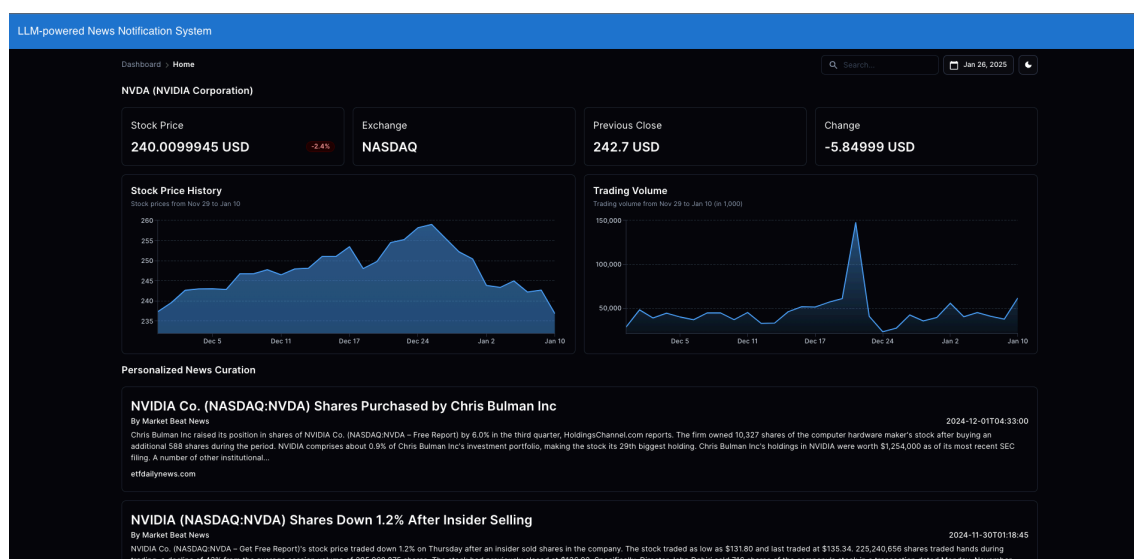 LLM-powered News Notification System
Dashboard › Home
Search...
Jan 26, 2025
NVDA (NVIDIA Corporation)
Stock Price
240.0099945 USD
-2.4%
Exchange
NASDAQ
Previous Close
242.7 USD
Change
-5.84999 USD
Stock Price History
Stock prices from Nov 29 to Jan 10
260
255
250
245
240
235
Dec 5 Dec 11 Dec 17 Dec 24 Jan 2 Jan 10
Trading Volume
Trading volume from Nov 29 to Jan 10 (in 1,000)
150,000
100,000
50,000
Dec 5 Dec 11 Dec 17 Dec 24 Jan 2 Jan 10
Personalized News Curation
NVIDIA Co. (NASDAQ:NVDA) Shares Purchased by Chris Bulman Inc
By Market Beat News
2024-12-01T04:33:00
Chris Bulman Inc raised its position in shares of NVIDIA Co. (NASDAQ:NVDA – Free Report) by 6.0% in the third quarter, HoldingsChannel.com reports. The firm owned 10,327 shares of the computer hardware maker's stock after buying an
additional 588 shares during the period. NVIDIA comprises about 0.9% of Chris Bulman Inc's investment portfolio, making the stock its 29th biggest holding. Chris Bulman Inc's holdings in NVIDIA were worth $1,254,000 as of its most recent SEC
filing. A number of other institutional...
etfdailynews.com
NVIDIA (NASDAQ:NVDA) Shares Down 1.2% After Insider Selling
By Market Beat News
2024-11-30T01:18:45
NVIDIA Co. (NASDAQ:NVDA – Get Free Report)'s stock price traded down 1.2% on Thursday after an insider sold shares in the company. The stock traded as low as $131.80 and last traded at $135.34. 225,240,656 shares traded hands during